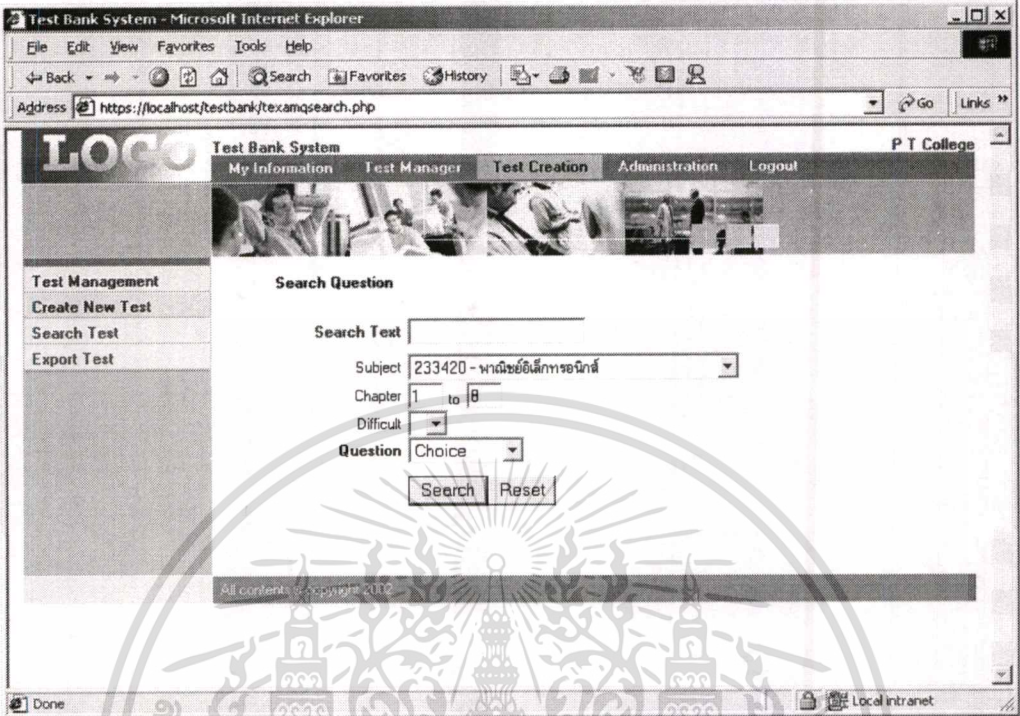 Test Bank System - Microsoft Internet Explorer
File Edit View Favorites Tools Help
Back Search Favorites History
Address https://localhost/testbank/texamqsearch.php Go Links »
LOGO
Test Bank System P T College
My Information Test Manager Test Creation Administration Logout
Test Management
Create New Test
Search Test
Export Test
Search Question
Search Text
Subject 233420 - พาณิชย์อิเล็กทรอนิกส์
Chapter 1 to 8
Difficult
Question Choice
Search Reset
All contents © copyright 2002
Done Local intranet